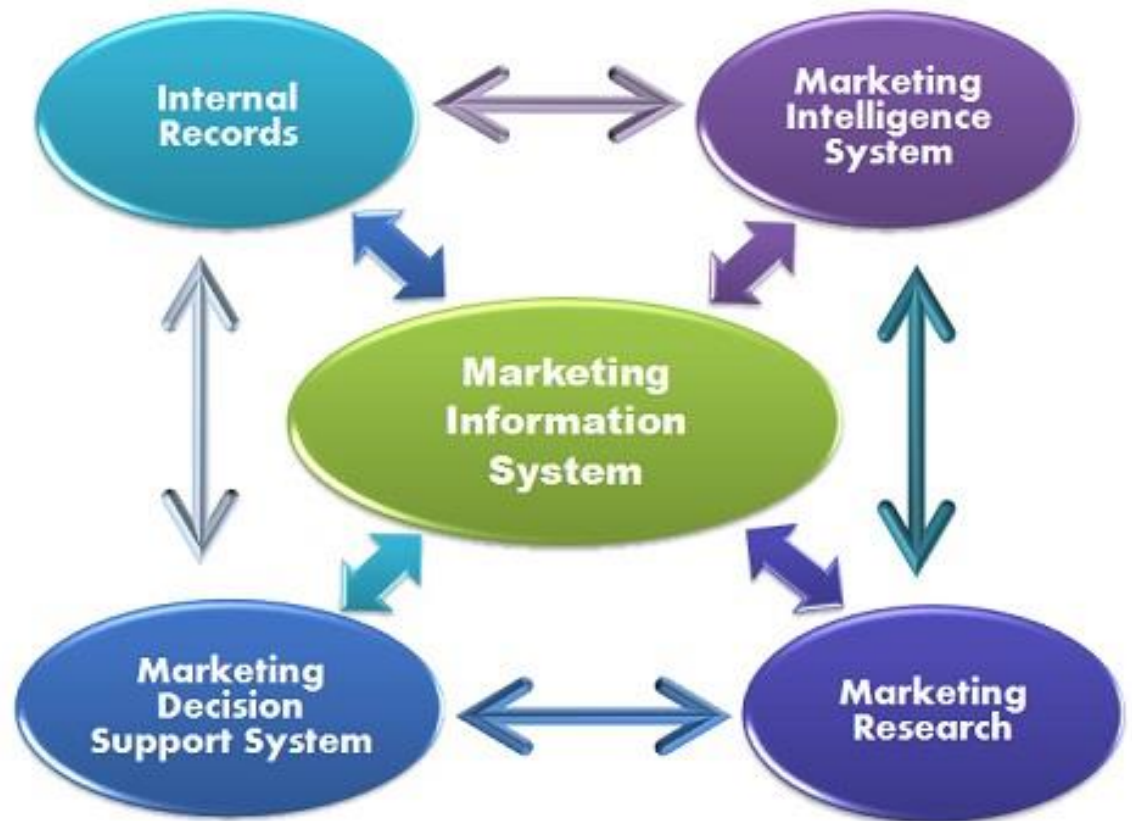 Internal
Records
Marketing
Intelligence
System
Marketing
Information
System
Marketing
Decision
Support System
Marketing
Research